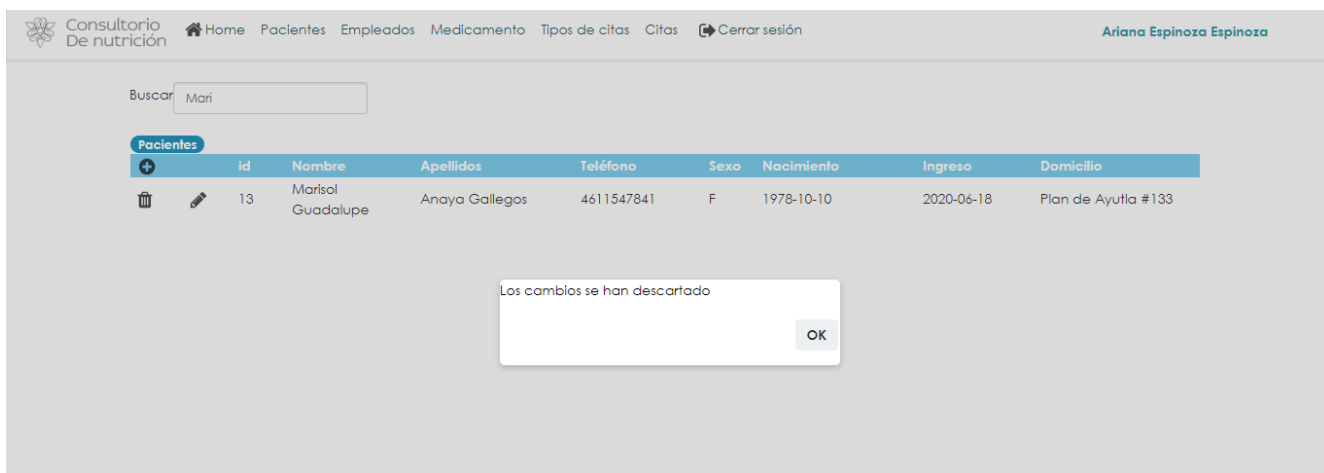 Consultorio
De nutrición
Home Pacientes Empleados Medicamento Tipos de citas Citas Cerrar sesión Ariana Espinoza Espinoza
Buscar Mari
Pacientes
id Nombre Apellidos Teléfono Sexo Nacimiento Ingreso Domicilio
13 Marisol Guadalupe Anaya Gallegos 4611547841 F 1978-10-10 2020-06-18 Plan de Ayutla #133
Los cambios se han descartado
OK